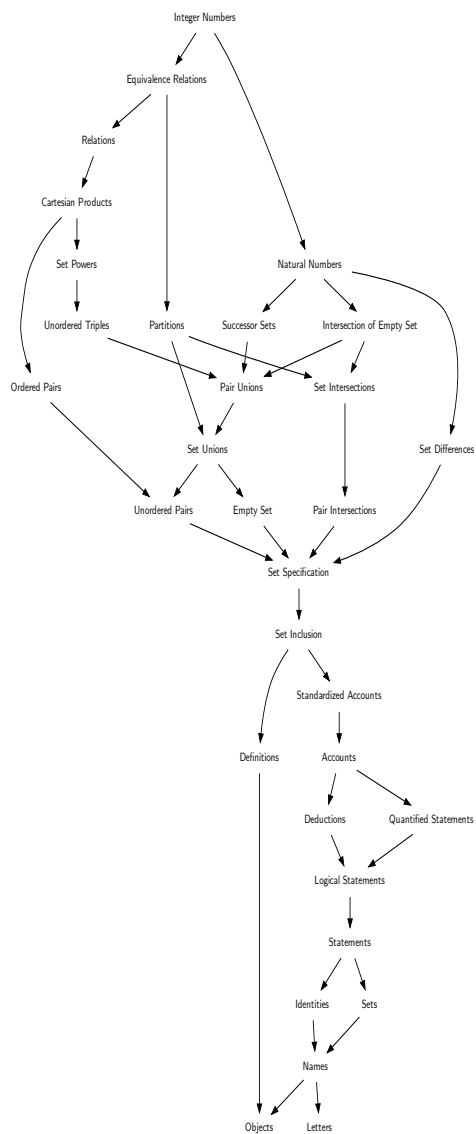 Integer Numbers
Equivalence Relations
Relations
Cartesian Products
Set Powers
Natural Numbers
Unordered Triples
Partitions
Successor Sets
Intersection of Empty Set
Ordered Pairs
Pair Unions
Set Intersections
Set Unions
Set Differences
Unordered Pairs
Empty Set
Pair Intersections
Set Specification
Set Inclusion
Standardized Accounts
Definitions
Accounts
Deductions
Quantified Statements
Logical Statements
Statements
Identities
Sets
Names
Objects
Letters